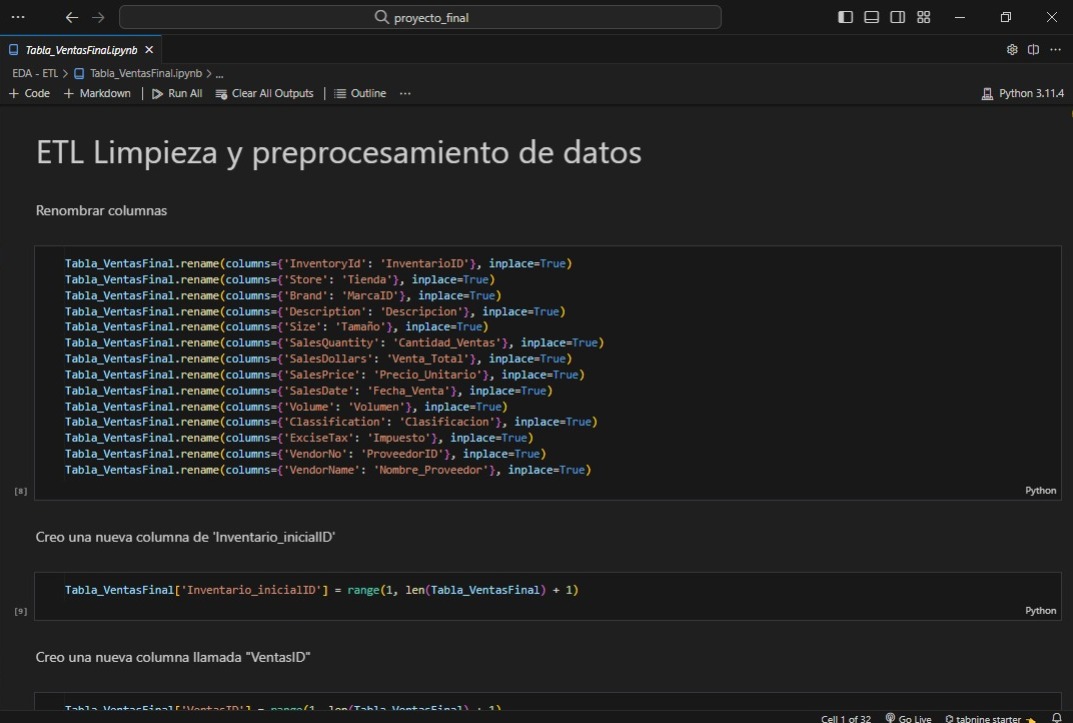 proyecto_final
Tabla_VentasFinal.ipynb
EDA - ETL > Tabla_VentasFinal.ipynb > ...
+ Code + Markdown | Run All Clear All Outputs | Outline ...
Python 3.11.4
ETL Limpieza y preprocesamiento de datos
Renombrar columnas
Tabla_VentasFinal.rename(columns={'InventoryId': 'InventarioID'}, inplace=True)
Tabla_VentasFinal.rename(columns={'Store': 'Tienda'}, inplace=True)
Tabla_VentasFinal.rename(columns={'Brand': 'MarcaID'}, inplace=True)
Tabla_VentasFinal.rename(columns={'Description': 'Descripcion'}, inplace=True)
Tabla_VentasFinal.rename(columns={'Size': 'Tamaño'}, inplace=True)
Tabla_VentasFinal.rename(columns={'SalesQuantity': 'Cantidad_Ventas'}, inplace=True)
Tabla_VentasFinal.rename(columns={'SalesDollars': 'Venta_Total'}, inplace=True)
Tabla_VentasFinal.rename(columns={'SalesPrice': 'Precio_Unitario'}, inplace=True)
Tabla_VentasFinal.rename(columns={'SalesDate': 'Fecha_Venta'}, inplace=True)
Tabla_VentasFinal.rename(columns={'Volume': 'Volumen'}, inplace=True)
Tabla_VentasFinal.rename(columns={'Classification': 'Clasificacion'}, inplace=True)
Tabla_VentasFinal.rename(columns={'ExciseTax': 'Impuesto'}, inplace=True)
Tabla_VentasFinal.rename(columns={'VendorNo': 'ProveedorID'}, inplace=True)
Tabla_VentasFinal.rename(columns={'VendorName': 'Nombre_Proveedor'}, inplace=True)
[8]
Python
Creo una nueva columna de 'Inventario_inicialID'
Tabla_VentasFinal['Inventario_inicialID'] = range(1, len(Tabla_VentasFinal) + 1)
[9]
Python
Creo una nueva columna llamada "VentasID"
Tabla_VentasFinal['VentasID'] = range(1, len(Tabla_VentasFinal) + 1)
Cell 1 of 32 Go Live tabnine starter